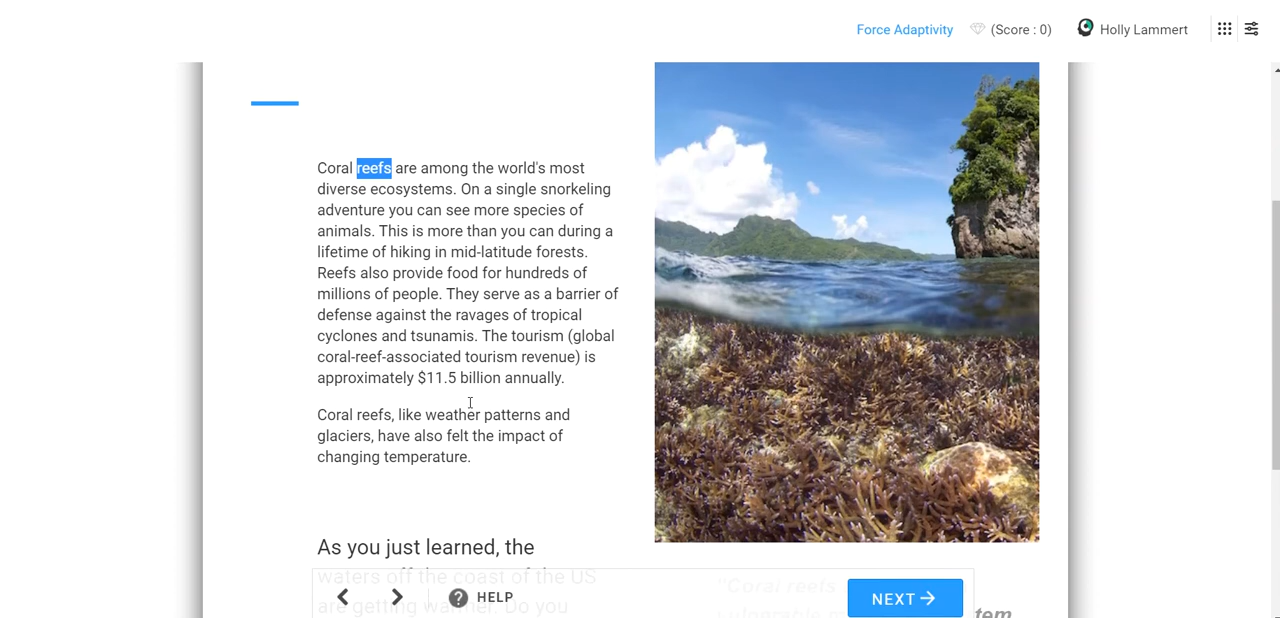 Force Adaptivity (Score : 0) Holly Lammert
Coral reefs are among the world's most
diverse ecosystems. On a single snorkeling
adventure you can see more species of
animals. This is more than you can during a
lifetime of hiking in mid-latitude forests.
Reefs also provide food for hundreds of
millions of people. They serve as a barrier of
defense against the ravages of tropical
cyclones and tsunamis. The tourism (global
coral-reef-associated tourism revenue) is
approximately $11.5 billion annually.
Coral reefs, like weather patterns and
glaciers, have also felt the impact of
changing temperature.
As you just learned, the
waters off the coast of the US
are getting warmer. Do you
"Coral reefs
HELP
NEXT